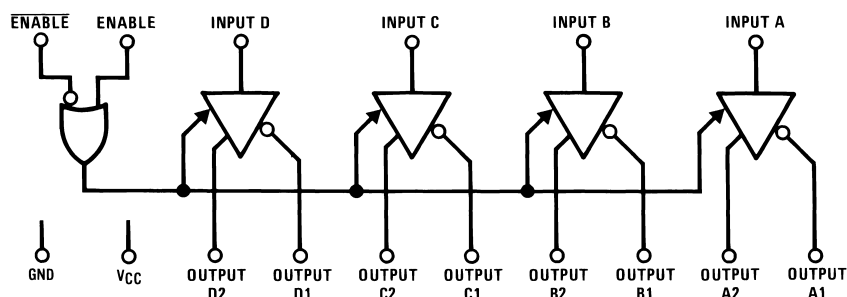 ENABLE ENABLE INPUT D INPUT C INPUT B INPUT A
GND VCC OUTPUT D2 OUTPUT D1 OUTPUT C2 OUTPUT C1 OUTPUT B2 OUTPUT B1 OUTPUT A2 OUTPUT A1